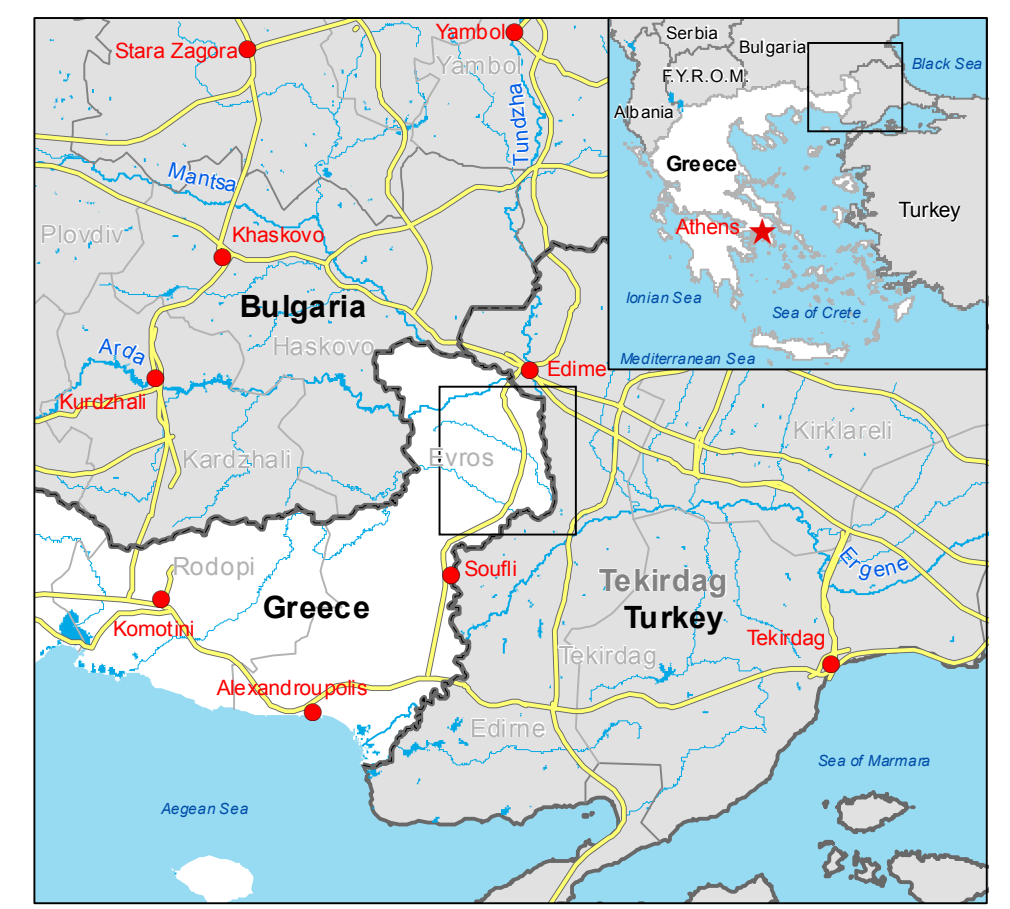 Stara Zagora
Yambol
Yambol
Tundzha
Mantsa
Plovdiv
Khaskovo
Bulgaria
Haskovo
Arda
Kurdzhali
Kardzhali
Edirne
Evros
Kirklareli
Rodopi
Komotini
Greece
Soufli
Alexandroupolis
Tekirdag
Turkey
Tekirdag
Tekirdag
Ergene
Edirne
Aegean Sea
Sea of Marmara
Serbia
Bulgaria
Black Sea
F.Y.R.O.M.
Albania
Greece
Athens
Turkey
Ionian Sea
Sea of Crete
Mediterranean Sea